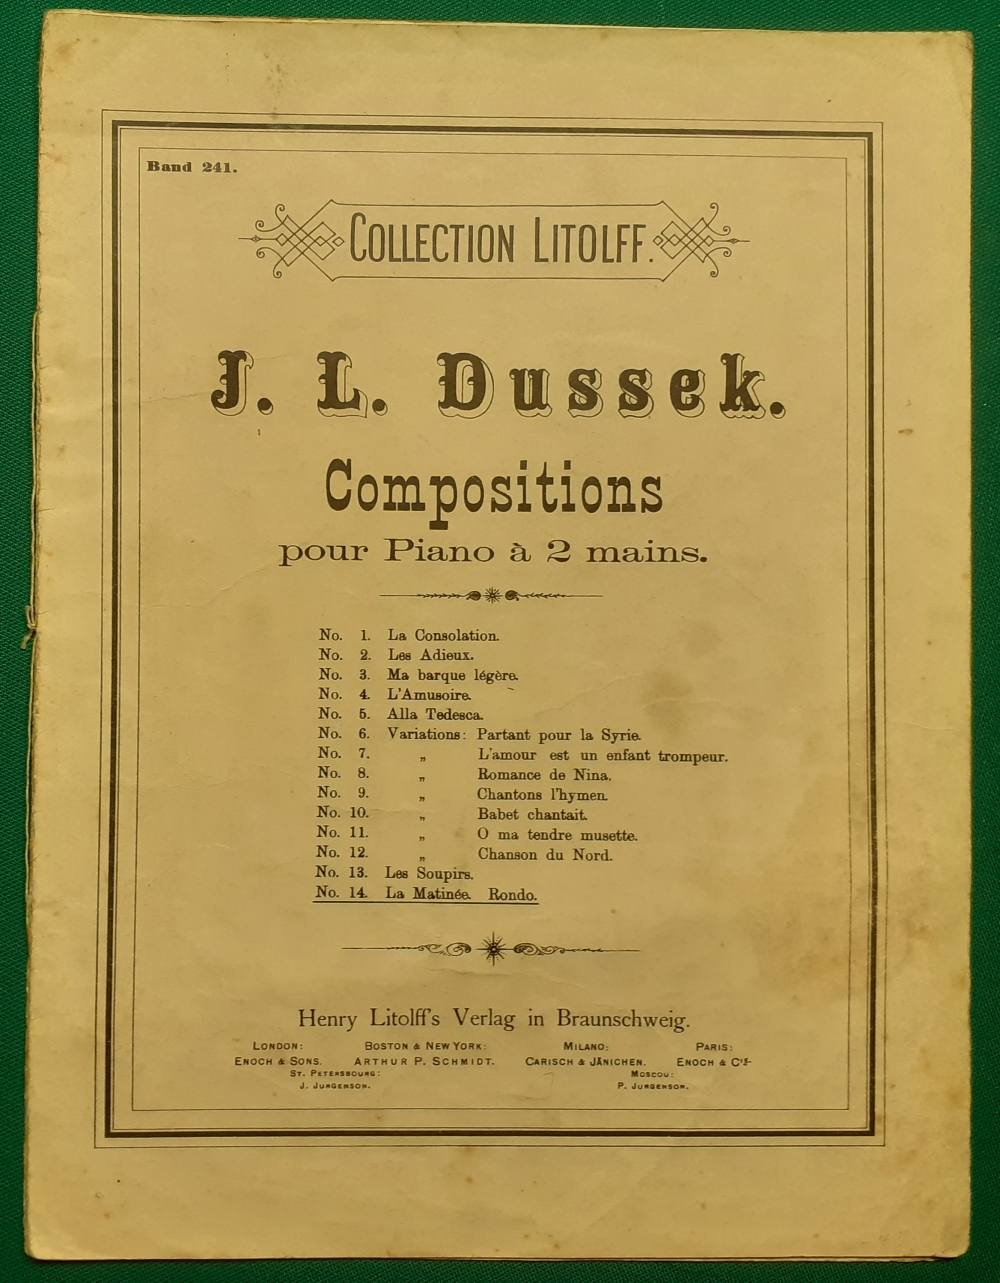 Band 241.
COLLECTION LITOLFF.
J. L. Dussek.
Compositions
pour Piano à 2 mains.
No. 1. La Consolation.
No. 2. Les Adieux.
No. 3. Ma barque légère.
No. 4. L'Amusoire.
No. 5. Alla Tedesca.
No. 6. Variations: Partant pour la Syrie.
No. 7. „ L'amour est un enfant trompeur.
No. 8. „ Romance de Nina.
No. 9. „ Chantons l'hymen.
No. 10. „ Babet chantait.
No. 11. „ O ma tendre musette.
No. 12. „ Chanson du Nord.
No. 13. Les Soupirs.
No. 14. La Matinée. Rondo.
Henry Litolff's Verlag in Braunschweig.
LONDON: BOSTON & NEW YORK: MILANO: PARIS:
ENOCH & SONS. ARTHUR P. SCHMIDT. CARISCH & JÄNICHEN. ENOCH & Cie.
ST. PETERSBOURG: MOSCOU:
J. JURGENSON. P. JURGENSON.